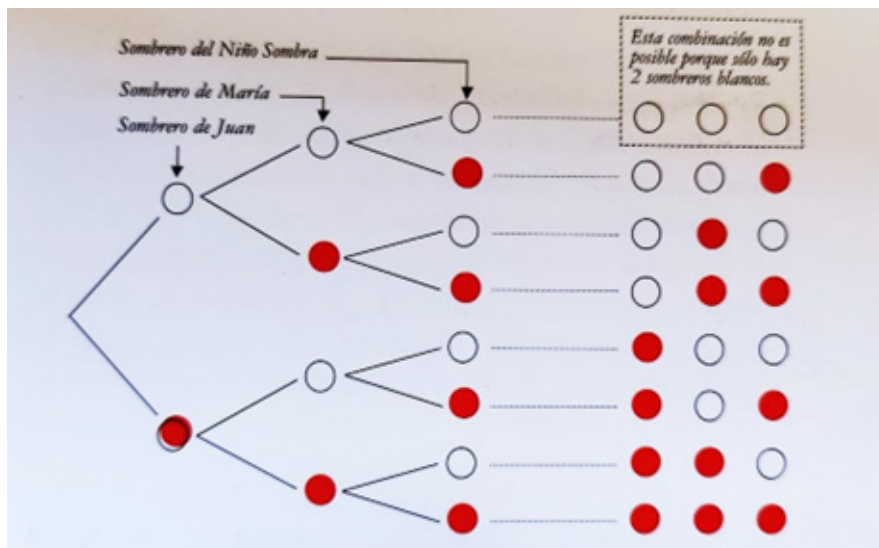 Sombrero del Niño Sombra
Sombrero de María
Sombrero de Juan
Esta combinación no es
posible porque sólo hay
2 sombreros blancos.